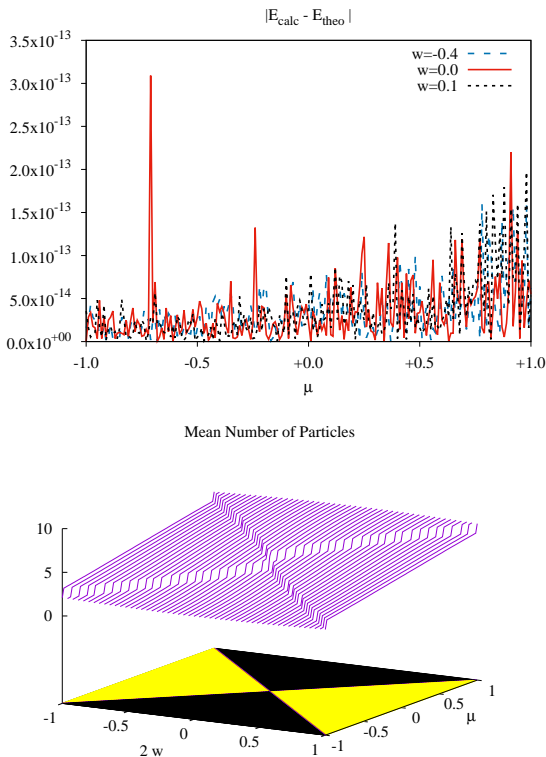 |E_calc - E_theo |
3.5x10^-13
3.0x10^-13
2.5x10^-13
2.0x10^-13
1.5x10^-13
1.0x10^-13
5.0x10^-14
0.0x10^+00
w=-0.4
w=0.0
w=0.1
-1.0 -0.5 +0.0 +0.5 +1.0
μ
Mean Number of Particles
10
5
0
-1 -0.5 0 0.5 1
2 w
-1 -0.5 0 0.5 1
μ